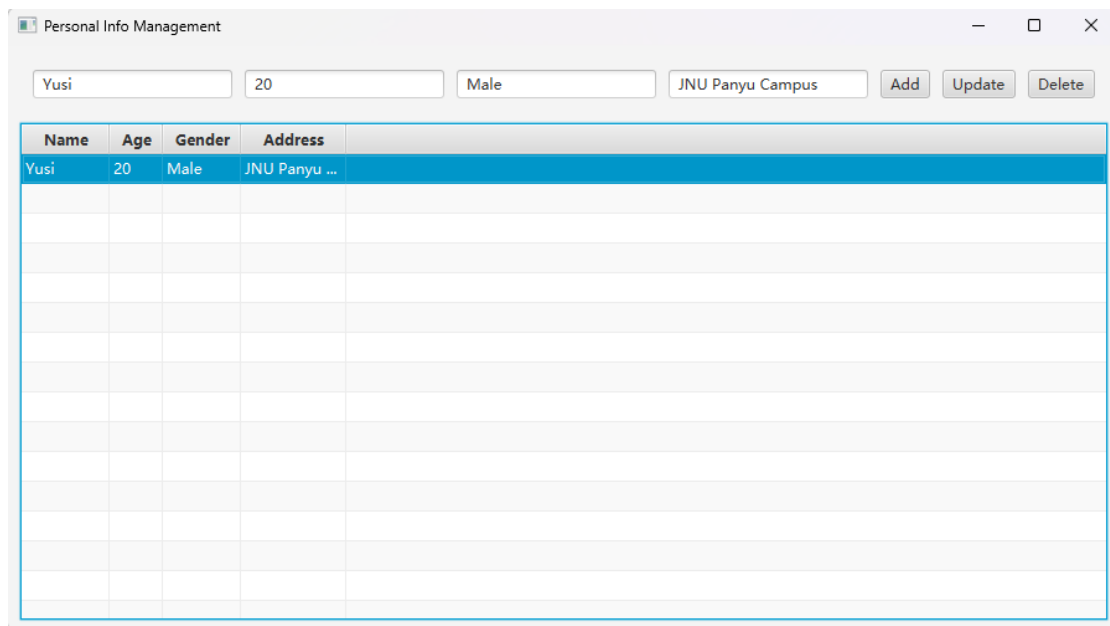 Personal Info Management
Yusi 20 Male JNU Panyu Campus Add Update Delete
Name Age Gender Address
Yusi 20 Male JNU Panyu ...